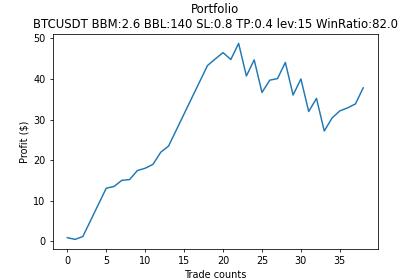 Portfolio
BTCUSDT BBM:2.6 BBL:140 SL:0.8 TP:0.4 lev:15 WinRatio:82.0
50
40
30
20
10
0
Profit ($)
0 5 10 15 20 25 30 35
Trade counts